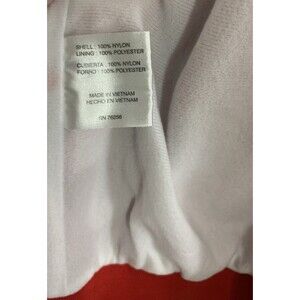 SHELL : 100% NYLON
LINING : 100% POLYESTER
CUBIERTA : 100% NYLON
FORRO : 100% POLYESTER
MADE IN VIETNAM
HECHO EN VIETNAM
RN 76256